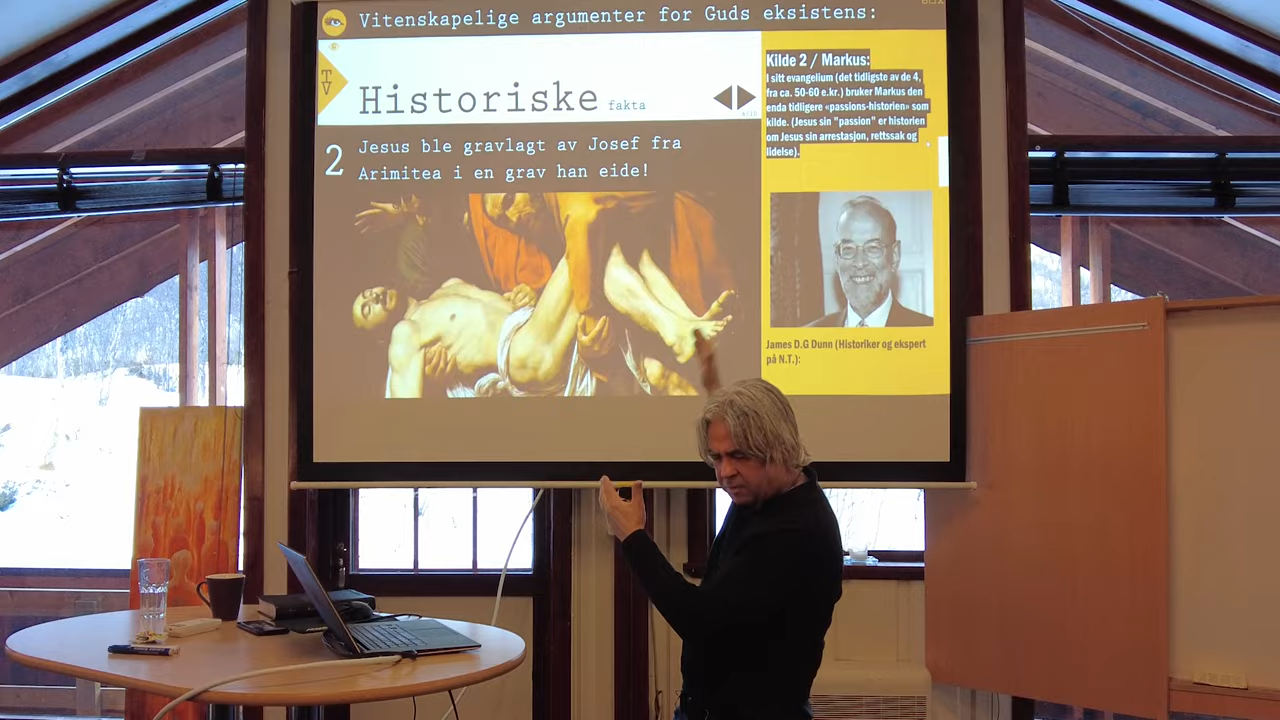 Vitenskapelige argumenter for Guds eksistens:
TV
Historiske fakta
2
Jesus ble gravlagt av Josef fra
Arimitea i en grav han eide!
Kilde 2 / Markus:
I sitt evangelium (det tidligste av de 4,
fra ca. 50-60 e.kr.) bruker Markus den
enda tidligere «passions-historien» som
kilde. (Jesus sin "passion" er historien
om Jesus sin arrestasjon, rettssak og
lidelse).
James D.G Dunn (Historiker og ekspert
på N.T.):